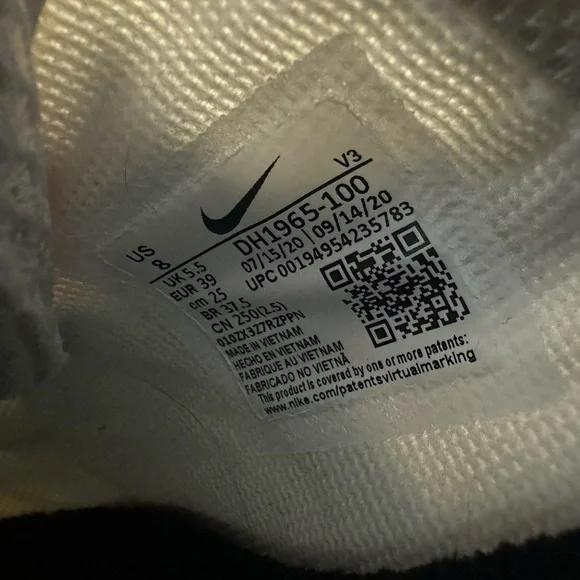 V3
US 8
DH1965-100
07/15/20 | 09/14/20
UPC 00194954235783
UK 5.5
EUR 39
cm 25
BR 37.5
CN 250(2.5)
MADE IN VIETNAM
HECHO EN VIETNAM
FABRIQUE AU VIETNAM
FABRICADO NO VIETNÃ
This product is covered by one or more patents:
www.nike.com/patentsvirtualmarking